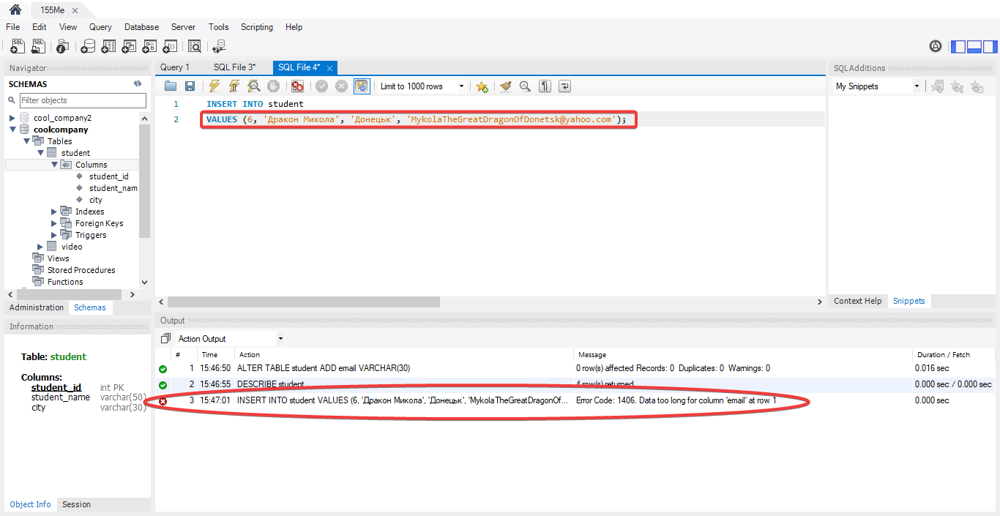 155Me
File Edit View Query Database Server Tools Scripting Help
Navigator
SCHEMAS
Filter objects
cool_company2
coolcompany
Tables
student
Columns
student_id
student_nam
city
Indexes
Foreign Keys
Triggers
video
Views
Stored Procedures
Functions
Administration Schemas
Information
Table: student
Columns:
student_id int PK
student_name varchar(50)
city varchar(30)
Object Info Session
Query 1 SQL File 3* SQL File 4*
Limit to 1000 rows
1 INSERT INTO student
2 VALUES (6, 'Дракон Микола', 'Донецьк', 'MykolaTheGreatDragonOfDonetsk@yahoo.com');
SQLAdditions
My Snippets
Context Help Snippets
Output
Action Output
# Time Action Message Duration / Fetch
1 15:46:50 ALTER TABLE student ADD email VARCHAR(30) 0 row(s) affected Records: 0 Duplicates: 0 Warnings: 0 0.016 sec
2 15:46:55 DESCRIBE student 4 row(s) returned 0.000 sec / 0.000 sec
3 15:47:01 INSERT INTO student VALUES (6, 'Дракон Микола', 'Донецьк', 'MykolaTheGreatDragonOf... Error Code: 1406. Data too long for column 'email' at row 1 0.000 sec